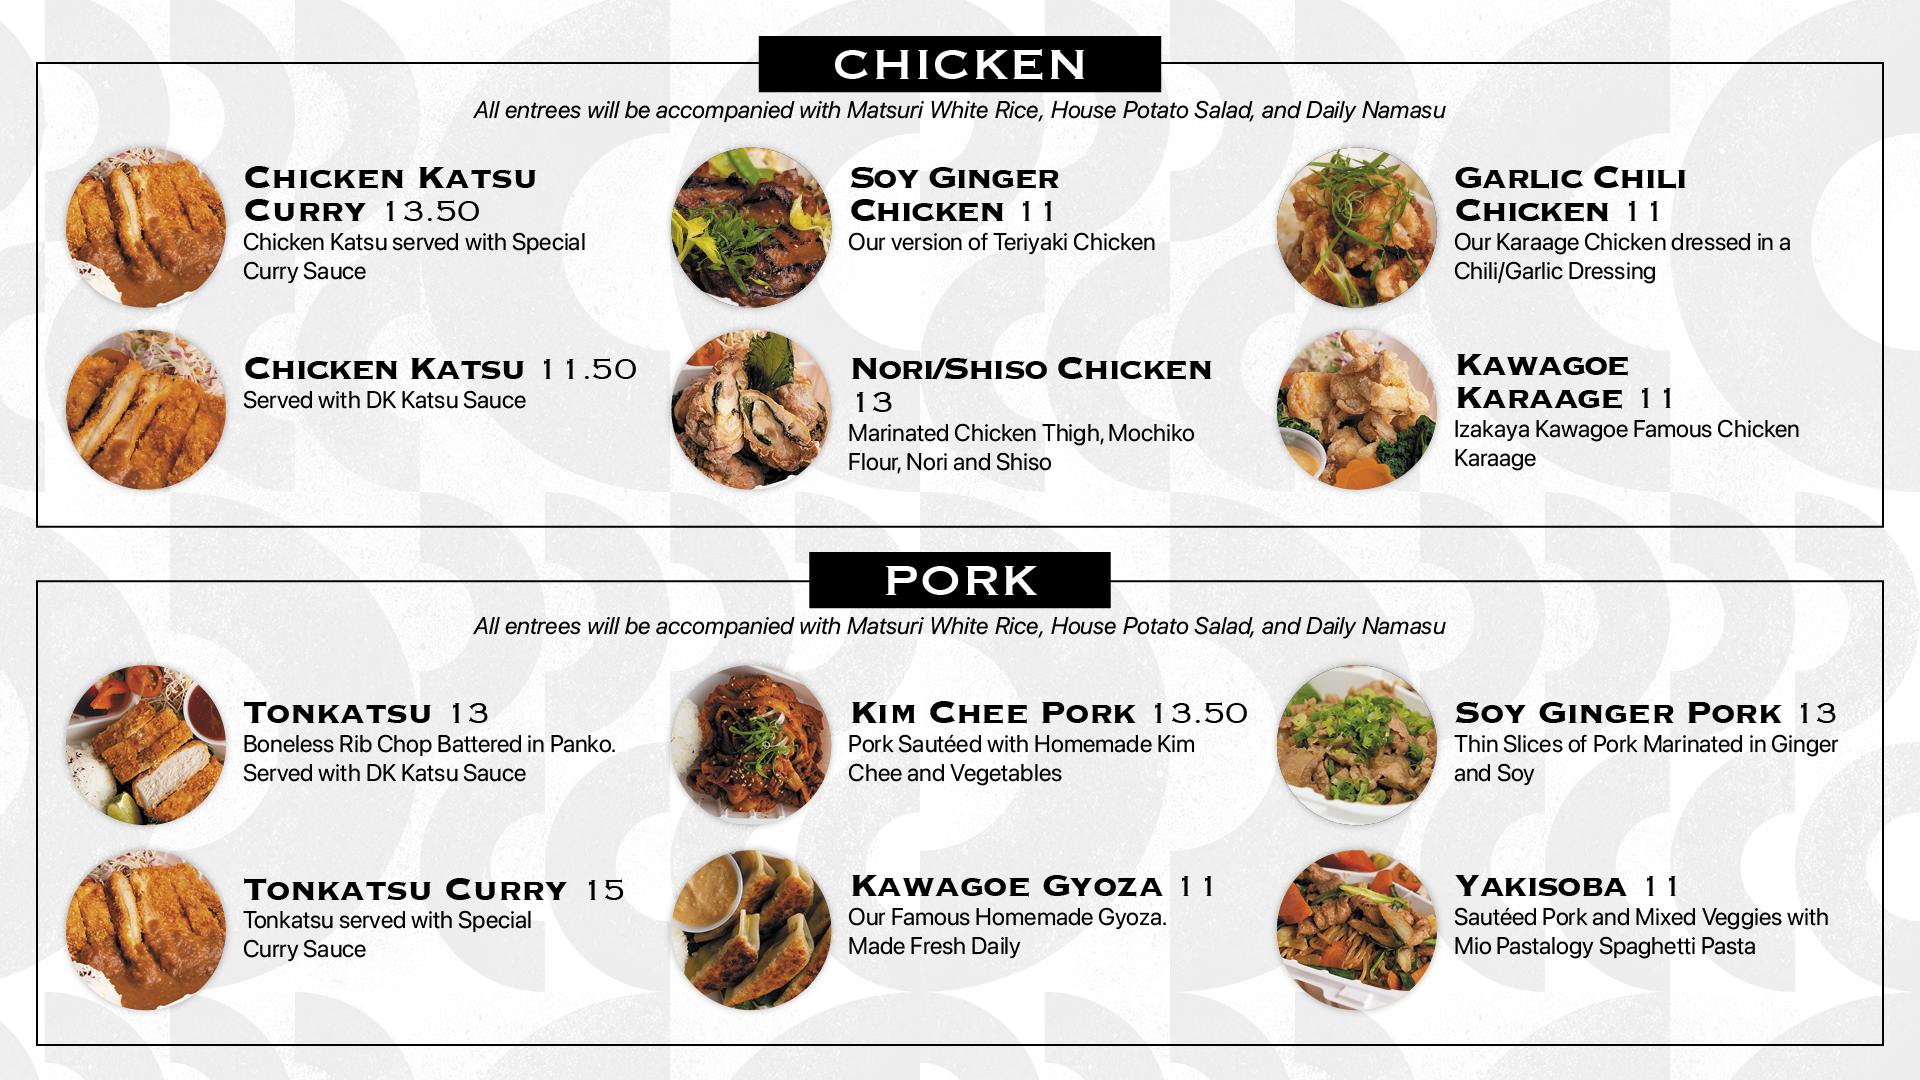 CHICKEN
All entrees will be accompanied with Matsuri White Rice, House Potato Salad, and Daily Namasu
CHICKEN KATSU
CURRY 13.50
Chicken Katsu served with Special
Curry Sauce
SOY GINGER
CHICKEN 11
Our version of Teriyaki Chicken
GARLIC CHILI
CHICKEN 11
Our Karaage Chicken dressed in a
Chili/Garlic Dressing
CHICKEN KATSU 11.50
Served with DK Katsu Sauce
NORI/SHISO CHICKEN
13
Marinated Chicken Thigh, Mochiko
Flour, Nori and Shiso
KAWAGOE
KARAAGE 11
Izakaya Kawagoe Famous Chicken
Karaage
PORK
All entrees will be accompanied with Matsuri White Rice, House Potato Salad, and Daily Namasu
TONKATSU 13
Boneless Rib Chop Battered in Panko.
Served with DK Katsu Sauce
KIM CHEE PORK 13.50
Pork Sautéed with Homemade Kim
Chee and Vegetables
SOY GINGER PORK 13
Thin Slices of Pork Marinated in Ginger
and Soy
TONKATSU CURRY 15
Tonkatsu served with Special
Curry Sauce
KAWAGOE GYOZA 11
Our Famous Homemade Gyoza.
Made Fresh Daily
YAKISOBA 11
Sautéed Pork and Mixed Veggies with
Mio Pastalogy Spaghetti Pasta